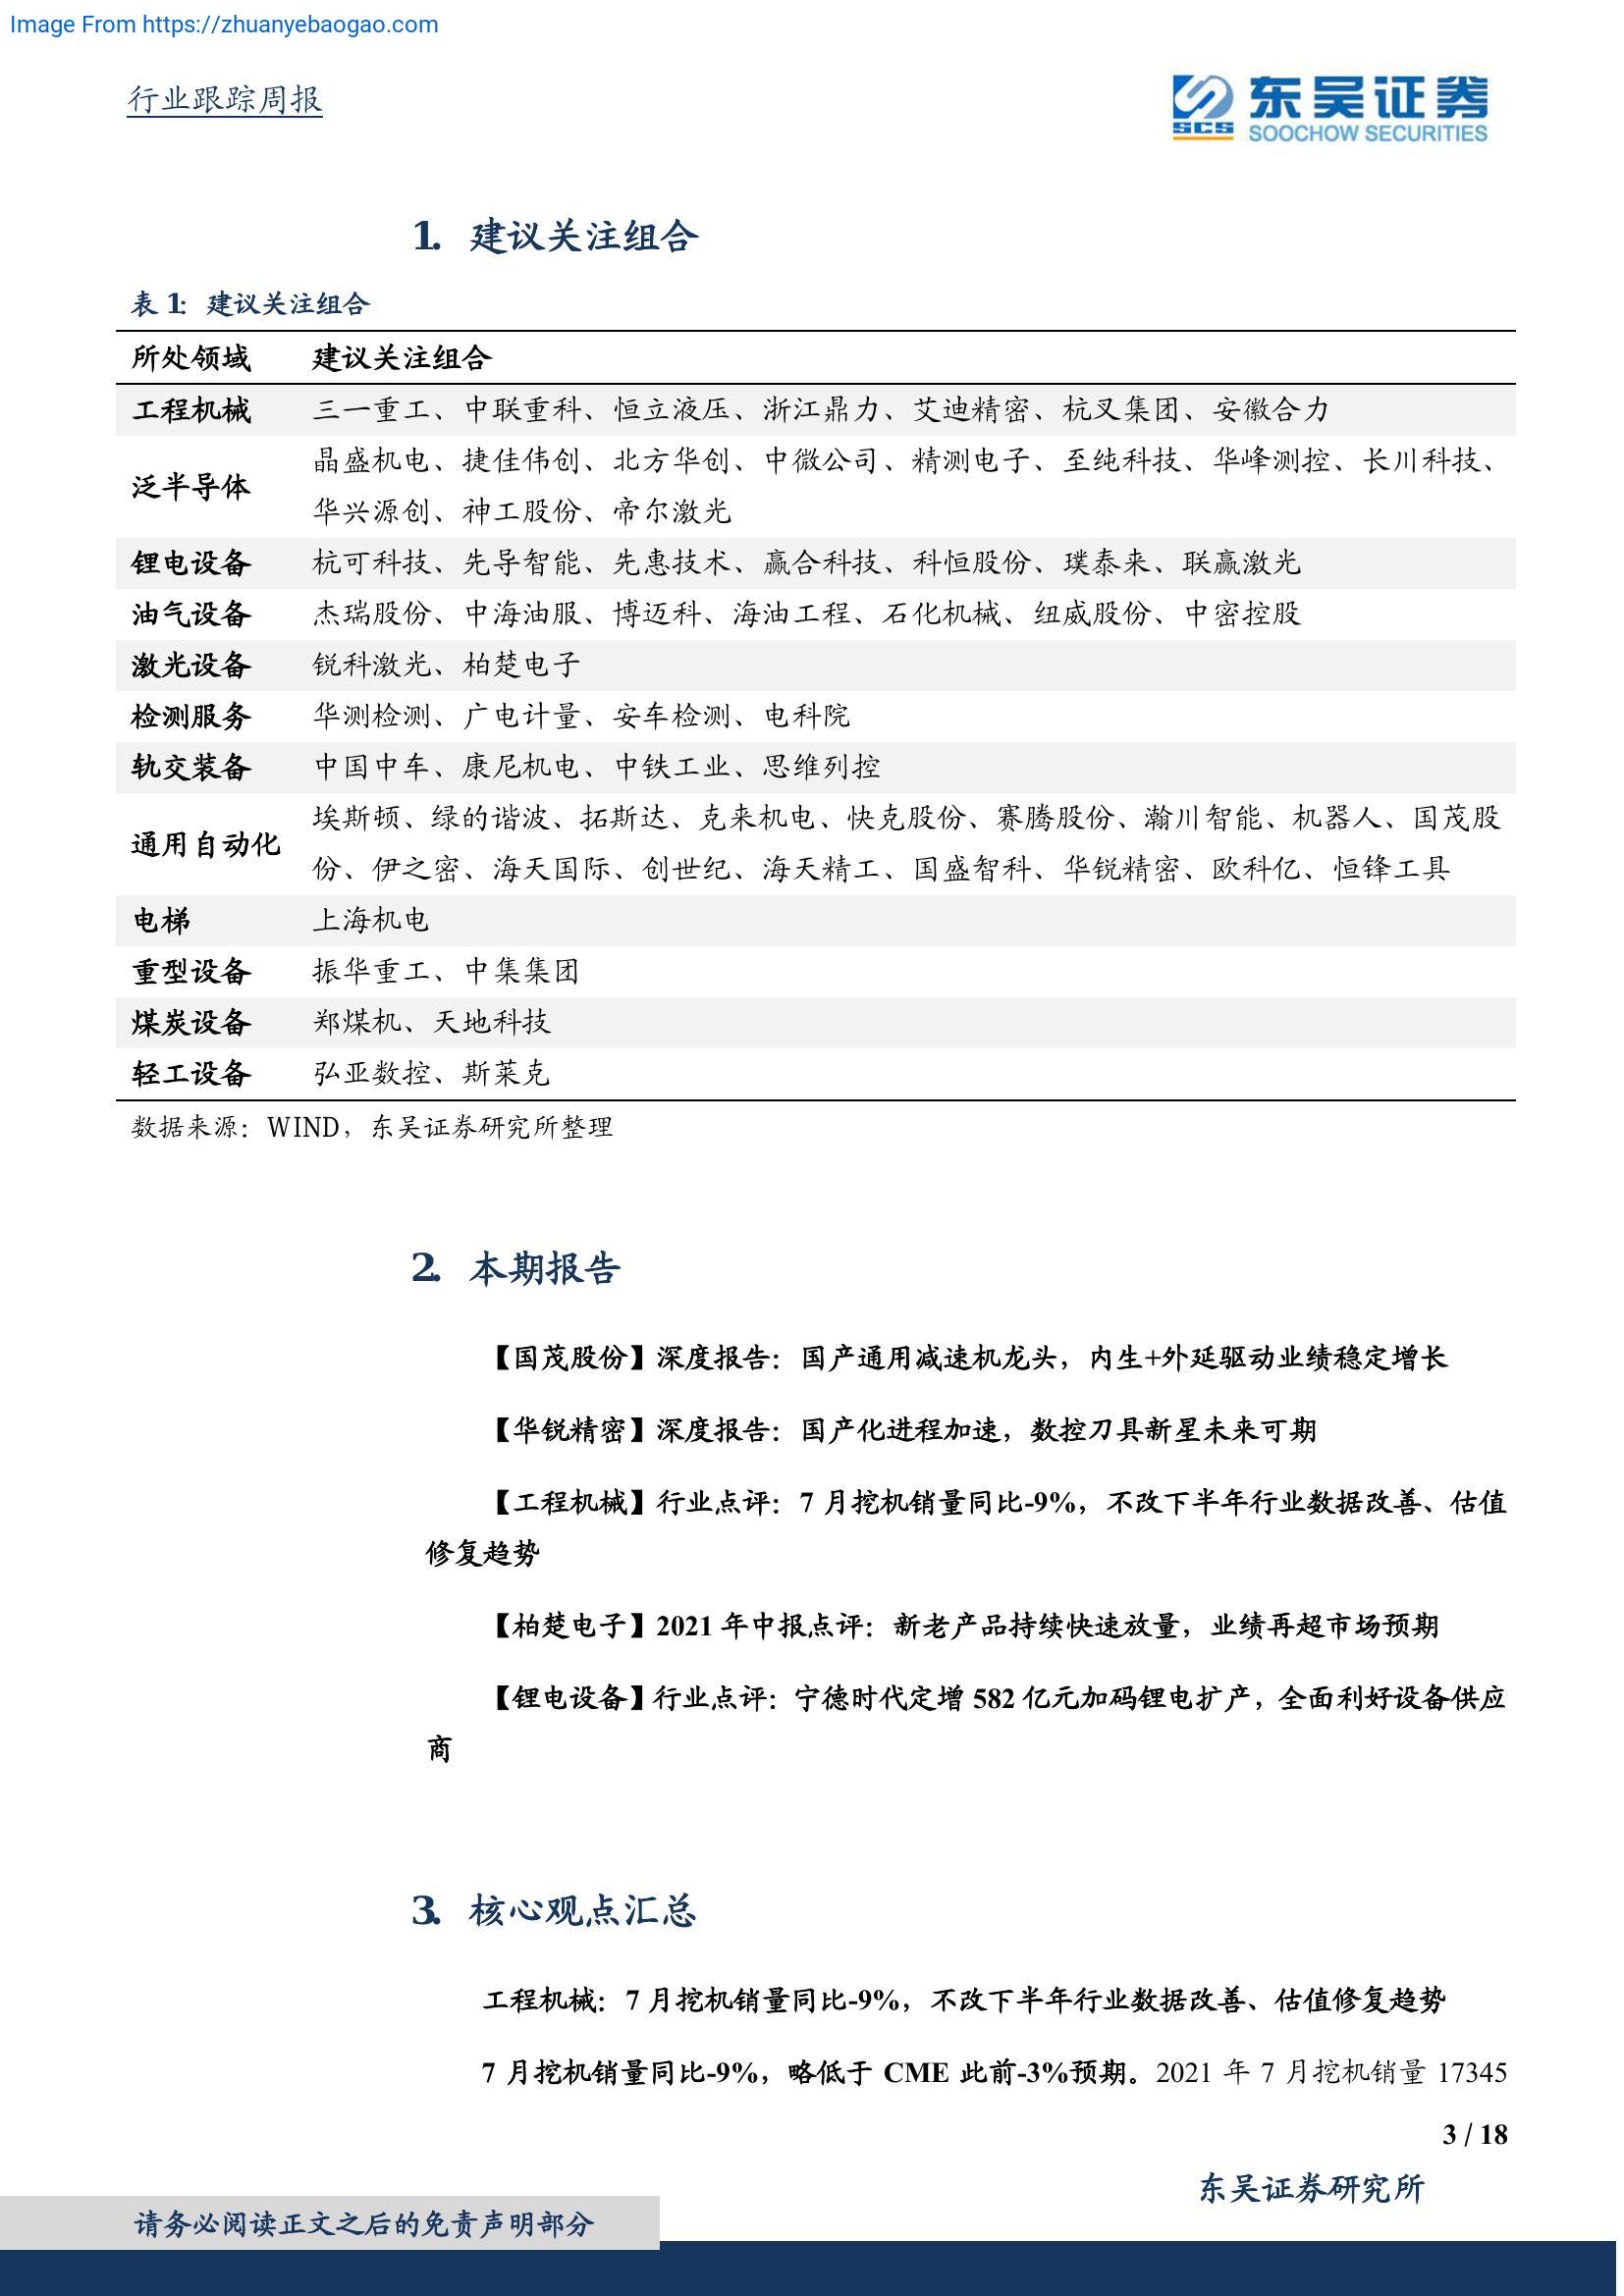 Image From https://zhuanyebaogao.com
行业跟踪周报
东吴证券
SCS
SOOCHOW SECURITIES
1. 建议关注组合
表 1: 建议关注组合
所处领域 建议关注组合
工程机械 三一重工、中联重科、恒立液压、浙江鼎力、艾迪精密、杭叉集团、安徽合力
泛半导体 晶盛机电、捷佳伟创、北方华创、中微公司、精测电子、至纯科技、华峰测控、长川科技、
华兴源创、神工股份、帝尔激光
锂电设备 杭可科技、先导智能、先惠技术、赢合科技、科恒股份、璞泰来、联赢激光
油气设备 杰瑞股份、中海油服、博迈科、海油工程、石化机械、纽威股份、中密控股
激光设备 锐科激光、柏楚电子
检测服务 华测检测、广电计量、安车检测、电科院
轨交装备 中国中车、康尼机电、中铁工业、思维列控
通用自动化 埃斯顿、绿的谐波、拓斯达、克来机电、快克股份、赛腾股份、瀚川智能、机器人、国茂股
份、伊之密、海天国际、创世纪、海天精工、国盛智科、华锐精密、欧科亿、恒锋工具
电梯 上海机电
重型设备 振华重工、中集集团
煤炭设备 郑煤机、天地科技
轻工设备 弘亚数控、斯莱克
数据来源：WIND，东吴证券研究所整理
2. 本期报告
【国茂股份】深度报告：国产通用减速机龙头，内生+外延驱动业绩稳定增长
【华锐精密】深度报告：国产化进程加速，数控刀具新星未来可期
【工程机械】行业点评：7 月挖机销量同比-9%，不改下半年行业数据改善、估值
修复趋势
【柏楚电子】2021 年中报点评：新老产品持续快速放量，业绩再超市场预期
【锂电设备】行业点评：宁德时代定增 582 亿元加码锂电扩产，全面利好设备供应
商
3. 核心观点汇总
工程机械：7 月挖机销量同比-9%，不改下半年行业数据改善、估值修复趋势
7 月挖机销量同比-9%，略低于 CME 此前-3%预期。2021 年 7 月挖机销量 17345
3 / 18
东吴证券研究所
请务必阅读正文之后的免责声明部分